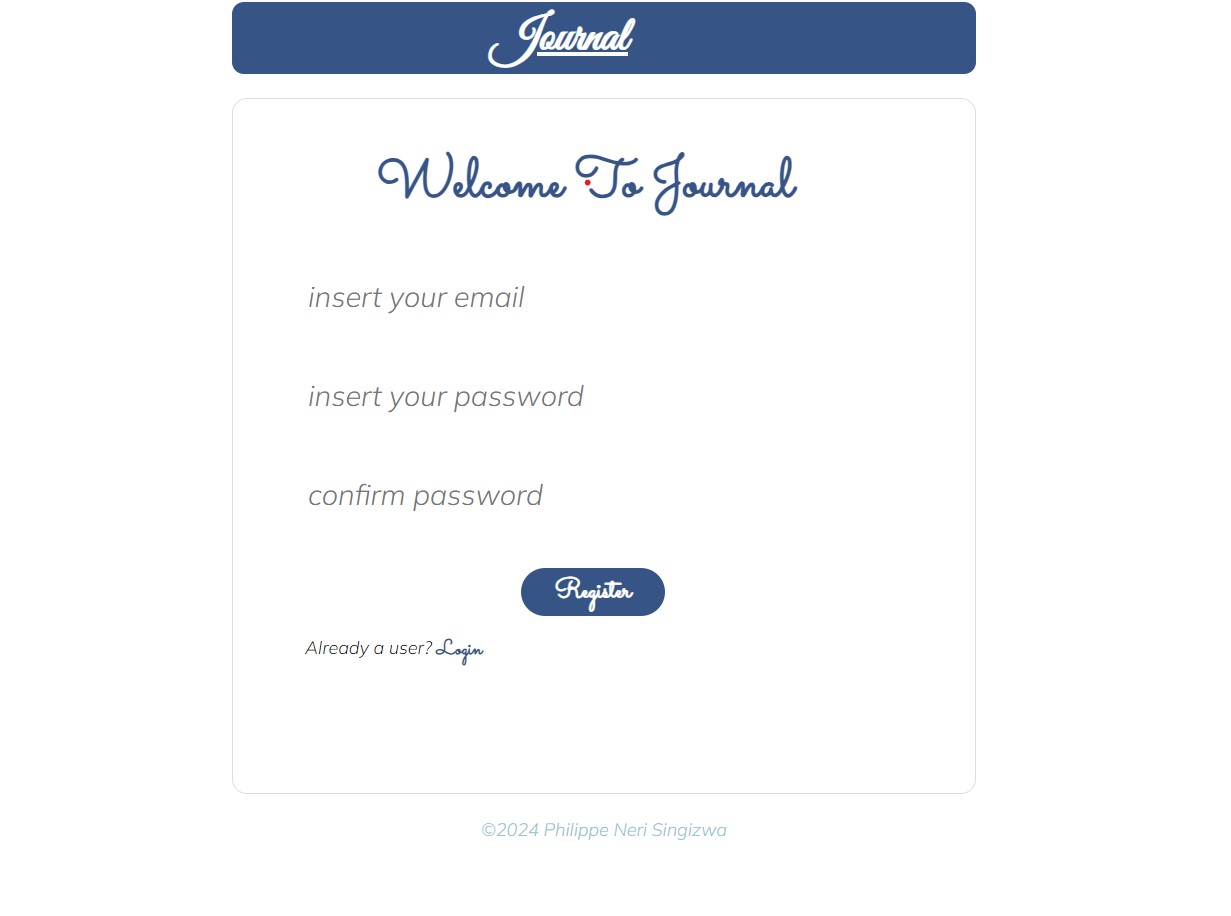 Journal
Welcome To Journal
insert your email
insert your password
confirm password
Register
Already a user? Login
©2024 Philippe Neri Singizwa